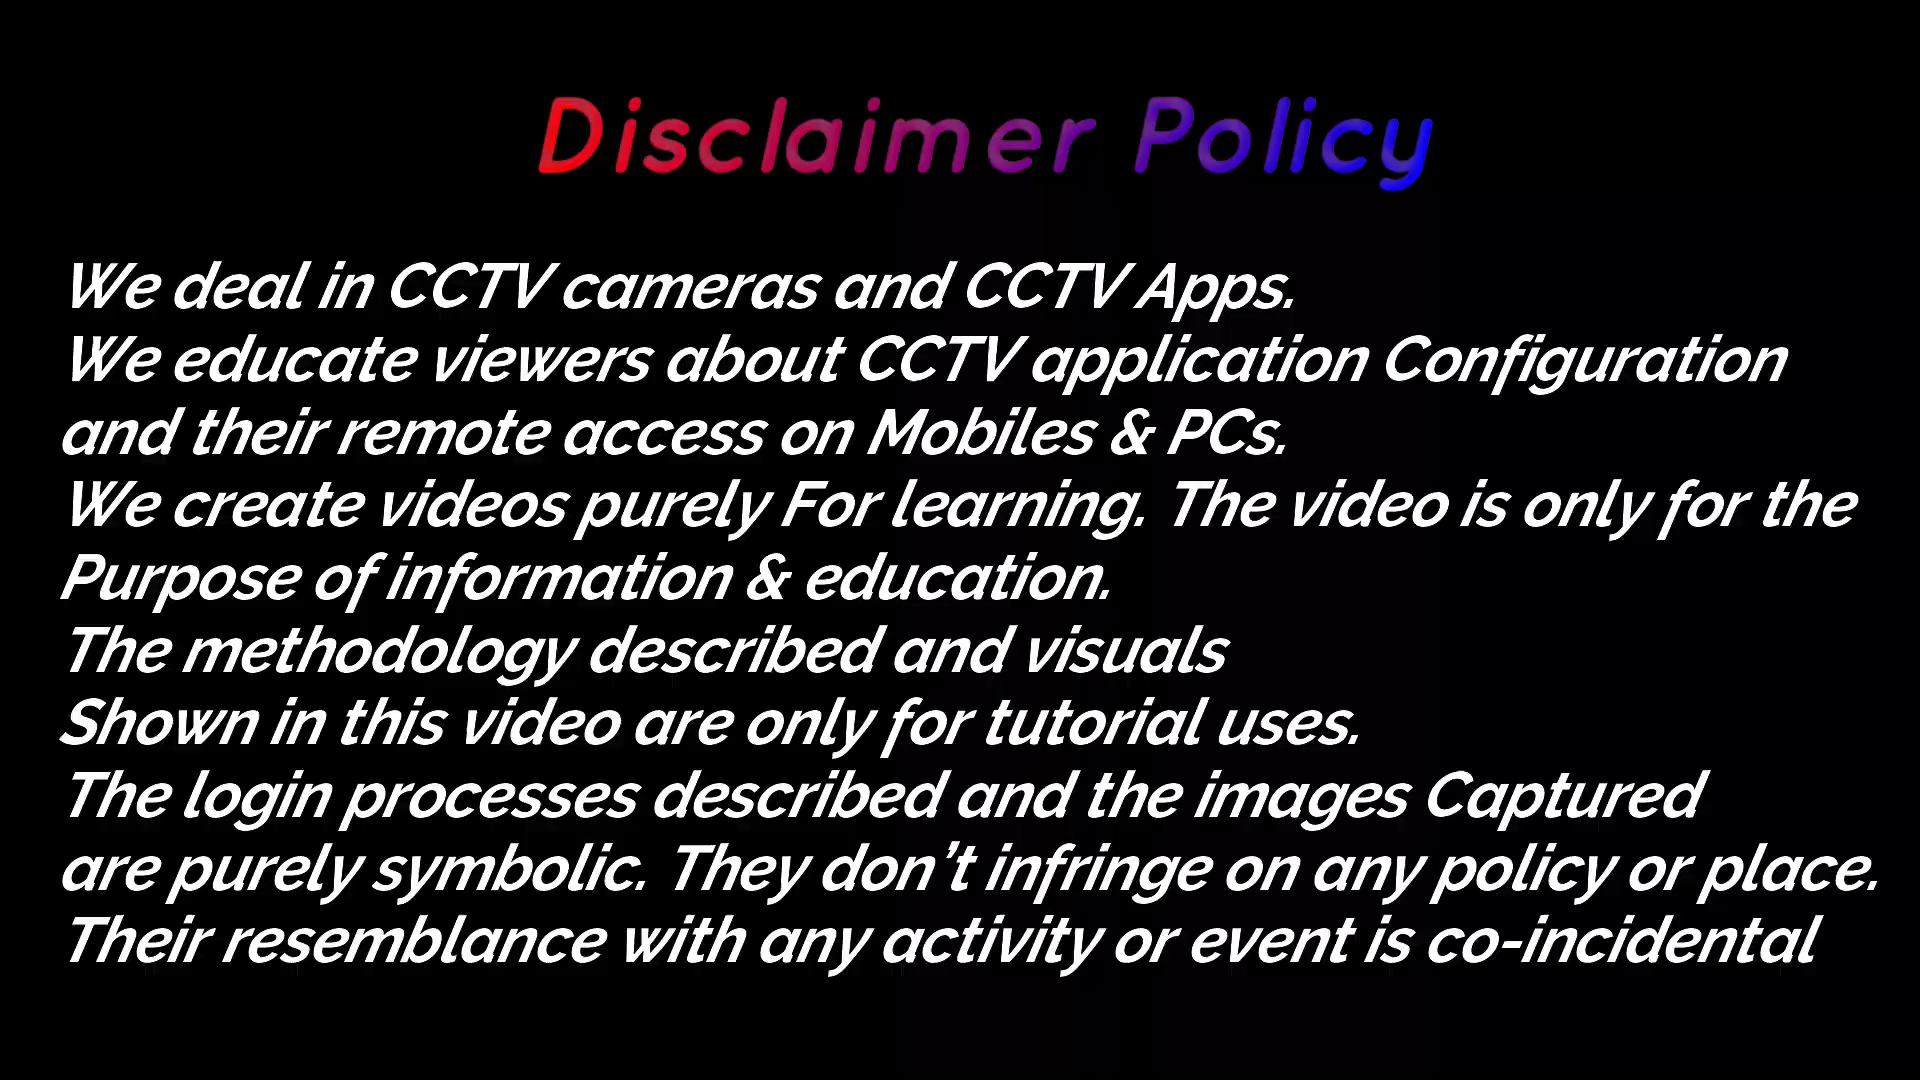 Disclaimer Policy
We deal in CCTV cameras and CCTV Apps.
We educate viewers about CCTV application Configuration
and their remote access on Mobiles & PCs.
We create videos purely For learning. The video is only for the
Purpose of information & education.
The methodology described and visuals
Shown in this video are only for tutorial uses.
The login processes described and the images Captured
are purely symbolic. They don’t infringe on any policy or place.
Their resemblance with any activity or event is co-incidental